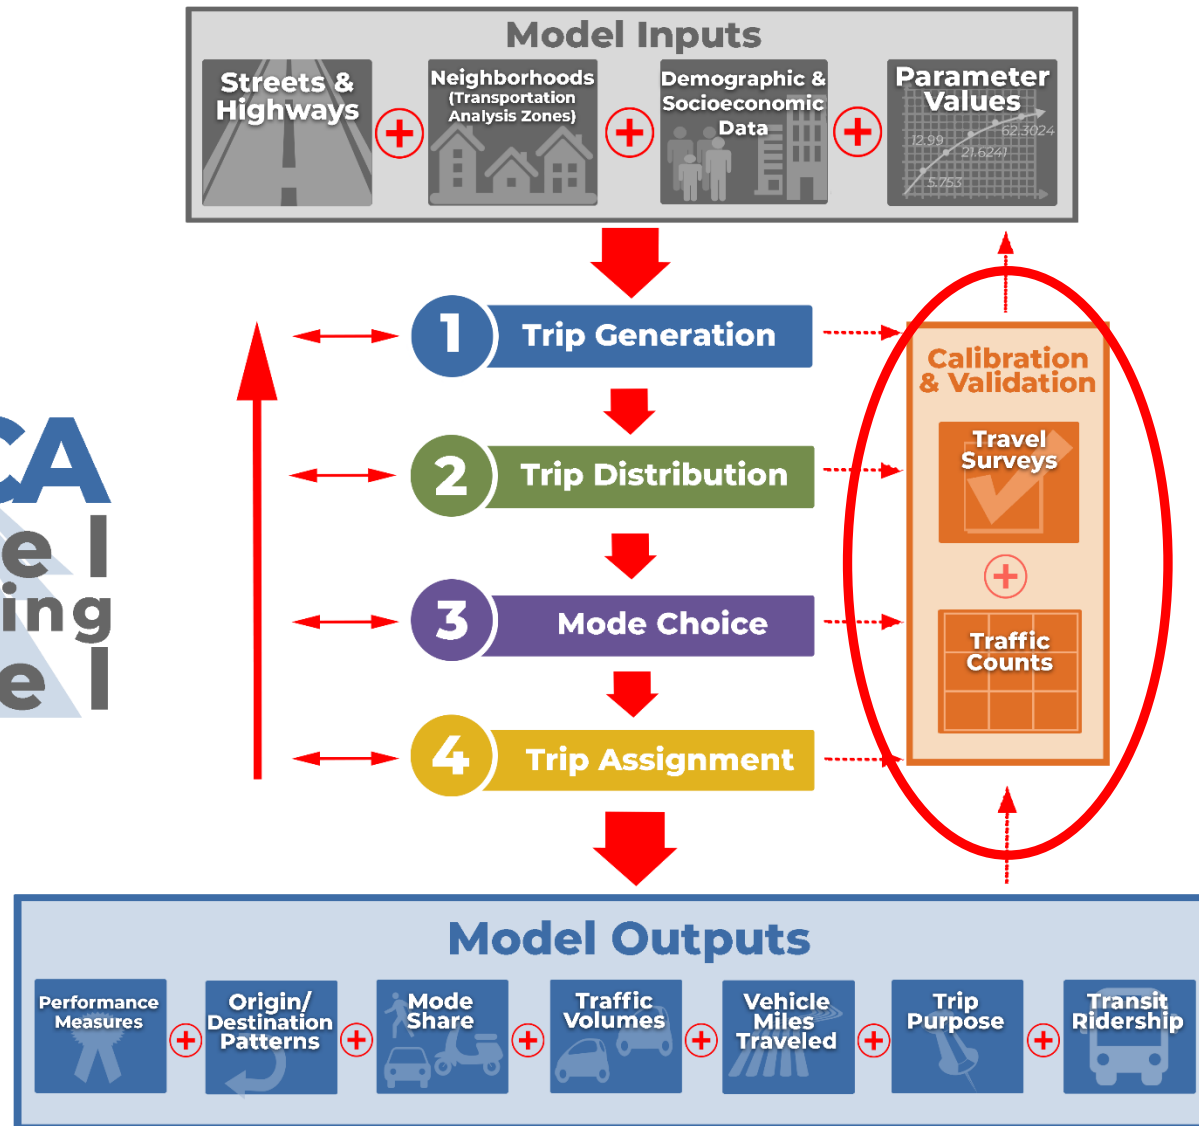 Model Inputs
Streets &
Highways
Neighborhoods
(Transportation
Analysis Zones)
Demographic &
Socioeconomic
Data
Parameter
Values
62.3024
12.99
21.6241
5.753
1
Trip Generation
2
Trip Distribution
3
Mode Choice
4
Trip Assignment
Calibration
& Validation
Travel
Surveys
Traffic
Counts
CA
el
ing
el
Model Outputs
Performance
Measures
Origin/
Destination
Patterns
Mode
Share
Traffic
Volumes
Vehicle
Miles
Traveled
Trip
Purpose
Transit
Ridership